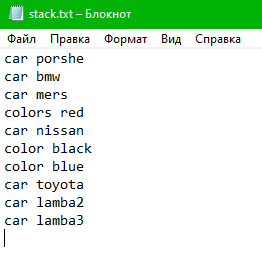 stack.txt – Блокнот
Файл Правка Формат Вид Справка
car porshe
car bmw
car mers
colors red
car nissan
color black
color blue
car toyota
car lamba2
car lamba3